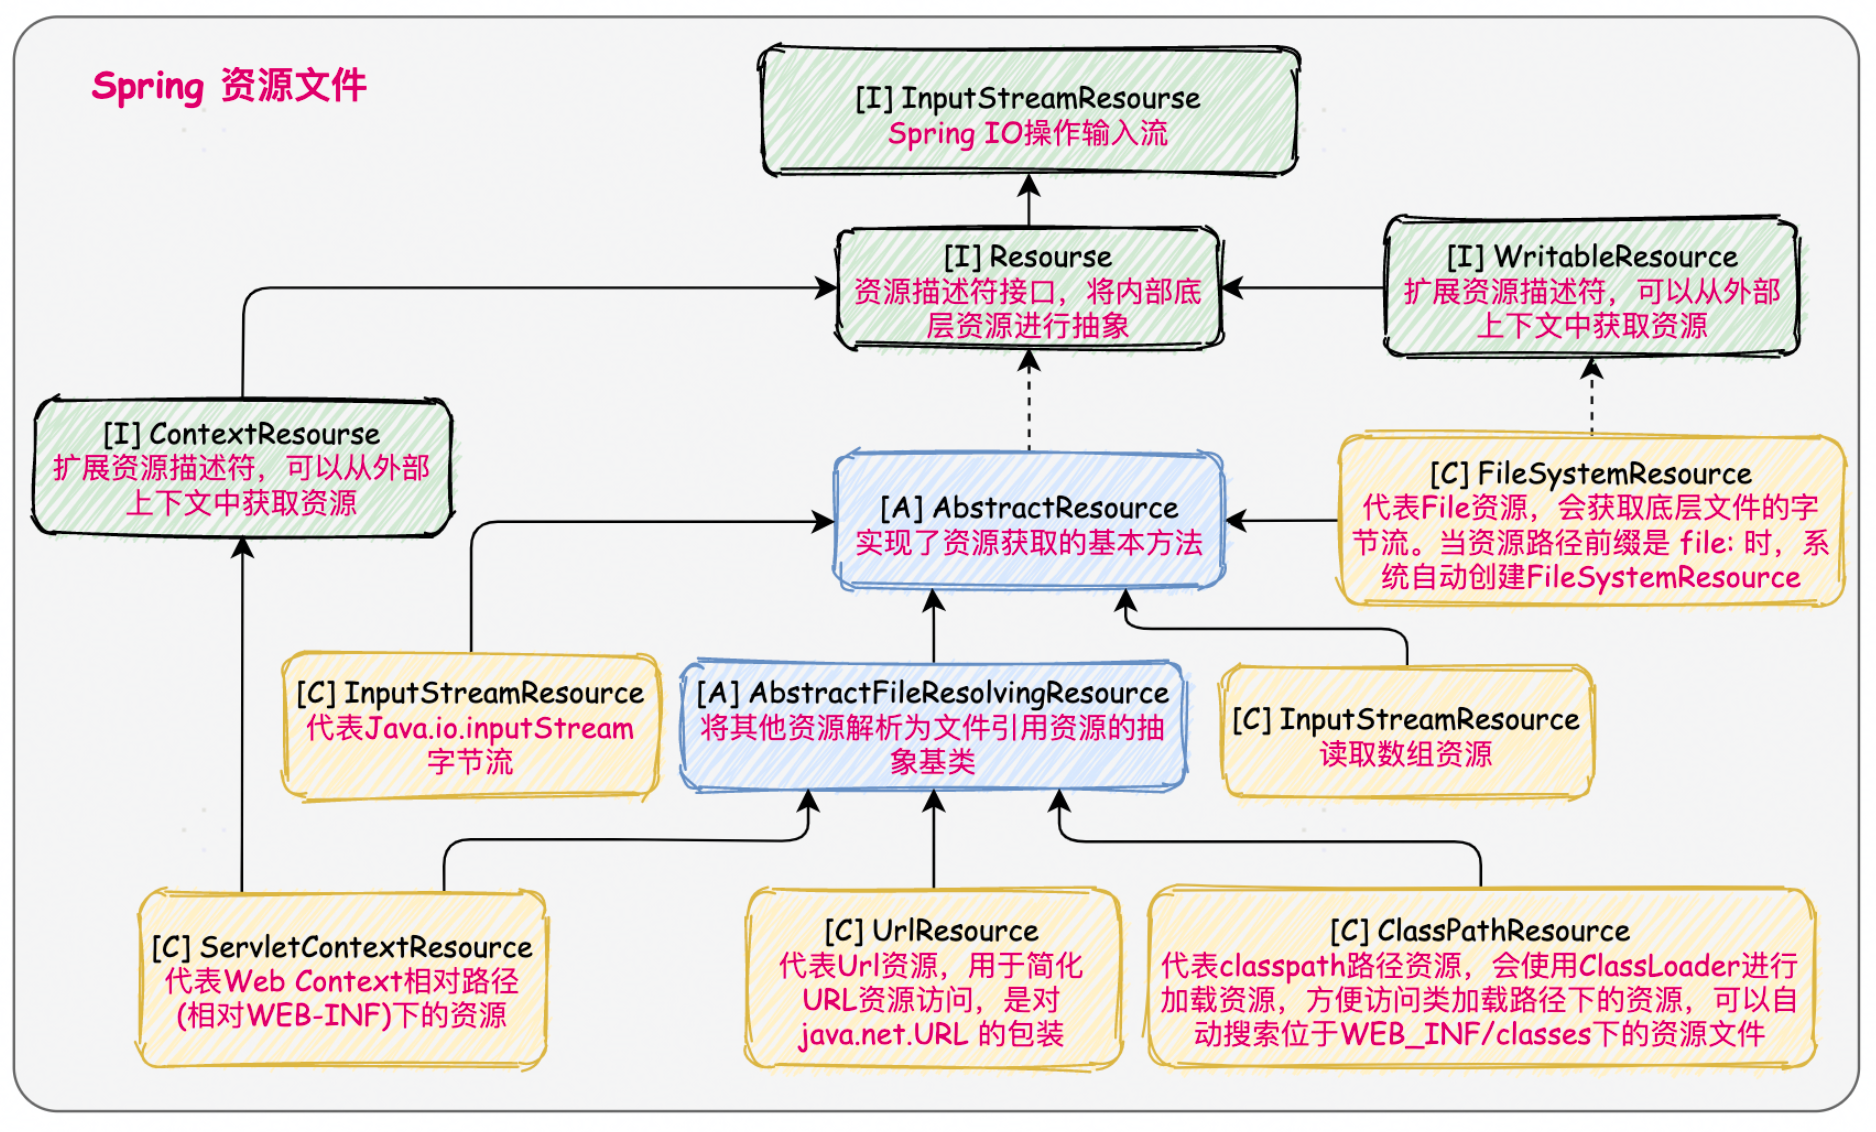 Spring 资源文件
[I] InputStreamResourse
Spring IO操作输入流
[I] Resourse
资源描述符接口，将内部底
层资源进行抽象
[I] WritableResource
扩展资源描述符，可以从外部
上下文中获取资源
[I] ContextResourse
扩展资源描述符，可以从外部
上下文中获取资源
[A] AbstractResource
实现了资源获取的基本方法
[C] FileSystemResource
代表File资源，会获取底层文件的字
节流。当资源路径前缀是 file: 时，系
统自动创建FileSystemResource
[C] InputStreamResource
代表Java.io.inputStream
字节流
[A] AbstractFileResolvingResource
将其他资源解析为文件引用资源的抽
象基类
[C] InputStreamResource
读取数组资源
[C] ServletContextResource
代表Web Context相对路径
(相对WEB-INF)下的资源
[C] UrlResource
代表Url资源，用于简化
URL资源访问，是对
java.net.URL 的包装
[C] ClassPathResource
代表classpath路径资源，会使用ClassLoader进行
加载资源，方便访问类加载路径下的资源，可以自
动搜索位于WEB_INF/classes下的资源文件